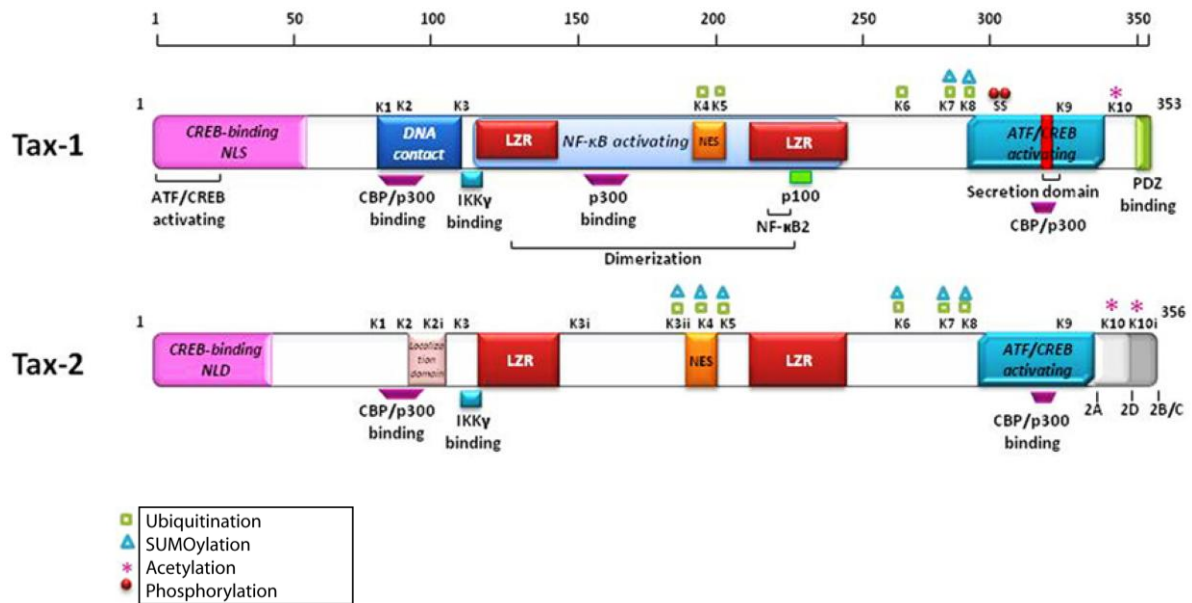 1 50 100 150 200 250 300 350
K1 K2 K3 K4 K5 K6 K7 K8 SS K9 K10
1 353
Tax-1
CREB-binding
NLS
DNA
contact
LZR
NF-κB activating
NES
LZR
ATF/CREB
activating
ATF/CREB
activating
CBP/p300
binding
IKKγ
binding
p300
binding
p100
NF-κB2
Secretion domain
CBP/p300
PDZ
binding
Dimerization
1 356
K1 K2 K2i K3 K3i K3ii K4 K5 K6 K7 K8 K9 K10 K10i
Tax-2
CREB-binding
NLD
Localiza
tion
domain
LZR
NES
LZR
ATF/CREB
activating
CBP/p300
binding
IKKγ
binding
CBP/p300
binding
2A 2D 2B/C
Ubiquitination
SUMOylation
Acetylation
Phosphorylation